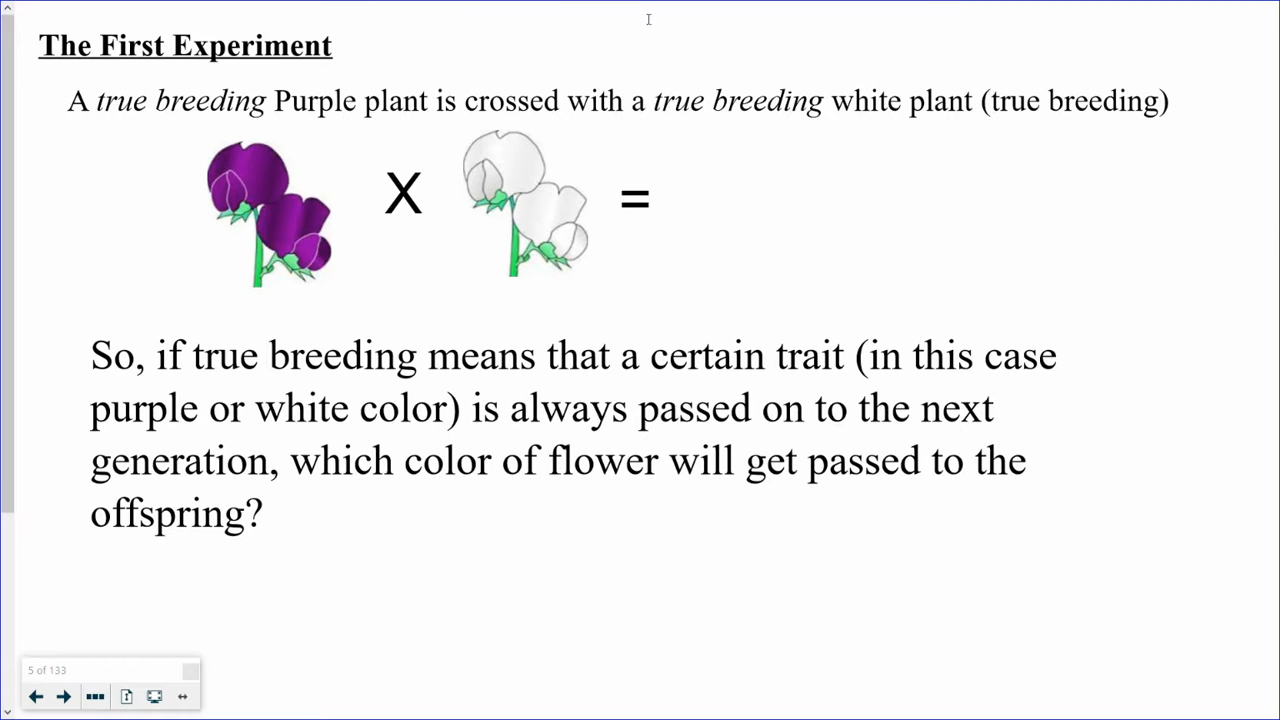 The First Experiment
A true breeding Purple plant is crossed with a true breeding white plant (true breeding)
X =
So, if true breeding means that a certain trait (in this case
purple or white color) is always passed on to the next
generation, which color of flower will get passed to the
offspring?
5 of 133